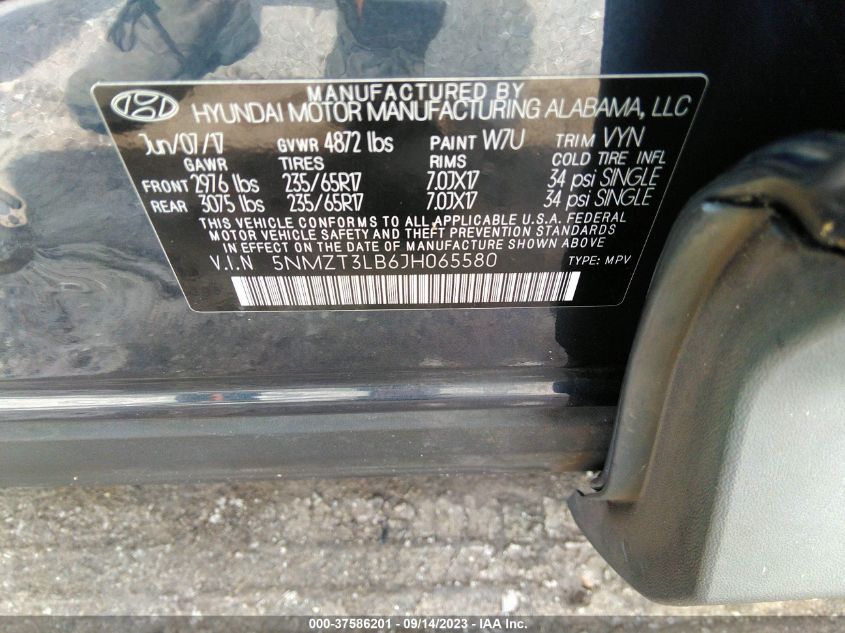 MANUFACTURED BY
HYUNDAI MOTOR MANUFACTURING ALABAMA, LLC
Jun/07/17 GVWR 4872 lbs PAINT W7U TRIM VYN
GAWR TIRES RIMS COLD TIRE INFL
FRONT 2976 lbs 235/65R17 7.0JX17 34 psi SINGLE
REAR 3075 lbs 235/65R17 7.0JX17 34 psi SINGLE
THIS VEHICLE CONFORMS TO ALL APPLICABLE U.S.A. FEDERAL
MOTOR VEHICLE SAFETY AND THEFT PREVENTION STANDARDS
IN EFFECT ON THE DATE OF MANUFACTURE SHOWN ABOVE.
V.I.N 5NMZT3LB6JH065580 TYPE: MPV
000-37586201 - 09/14/2023 - IAA Inc.